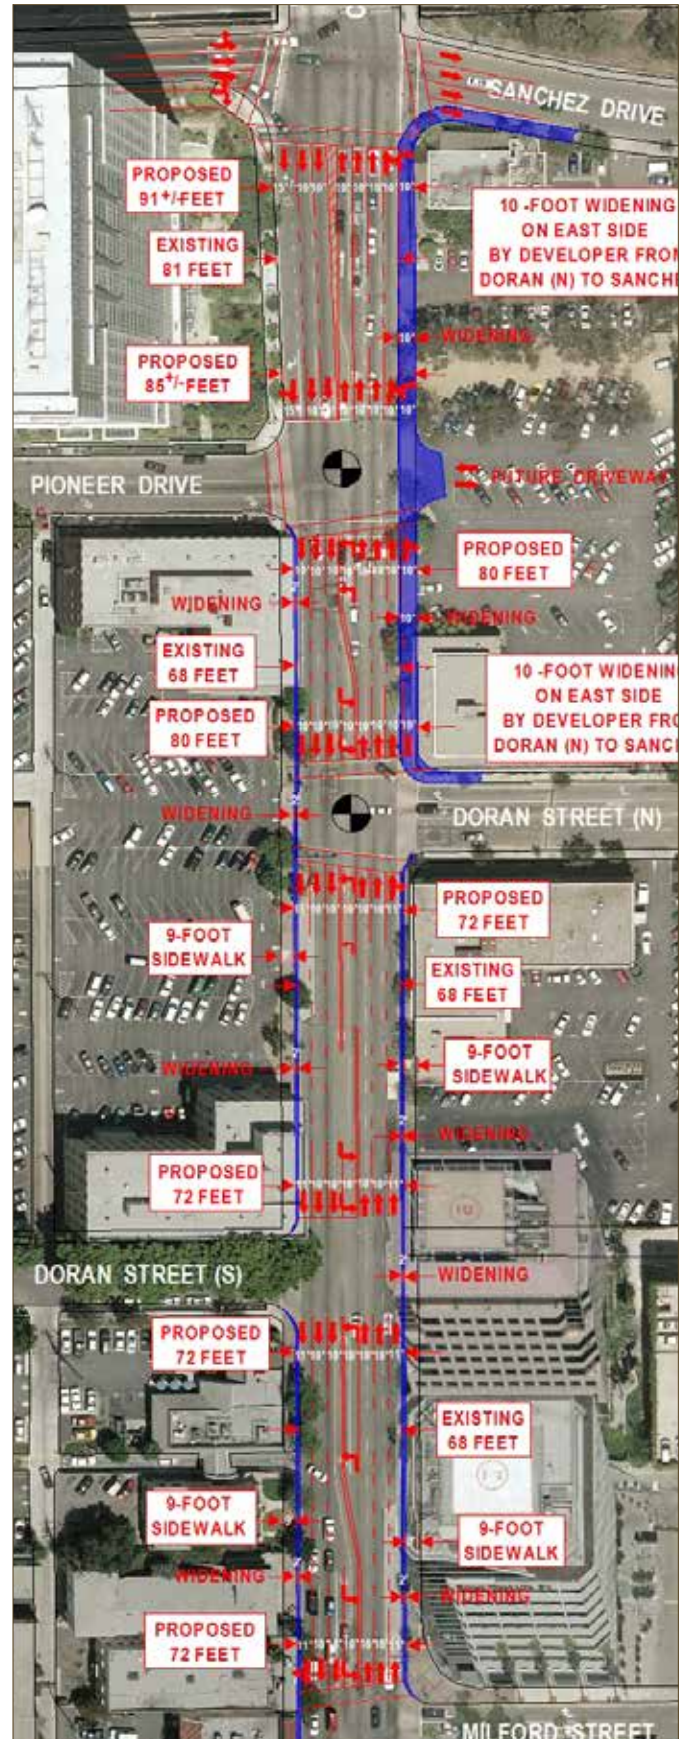 C
SANCHEZ DRIVE
PROPOSED
91+/-FEET
10 -FOOT WIDENING
ON EAST SIDE
BY DEVELOPER FROM
DORAN (N) TO SANCHE
EXISTING
81 FEET
WIDENING
PROPOSED
85+/-FEET
PIONEER DRIVE
FUTURE DRIVEWAY
PROPOSED
80 FEET
WIDENING
WIDENING
EXISTING
68 FEET
10 -FOOT WIDENING
ON EAST SIDE
BY DEVELOPER FRO
DORAN (N) TO SANC
PROPOSED
80 FEET
WIDENING
DORAN STREET (N)
PROPOSED
72 FEET
9-FOOT
SIDEWALK
EXISTING
68 FEET
WIDENING
9-FOOT
SIDEWALK
WIDENING
PROPOSED
72 FEET
DORAN STREET (S)
WIDENING
PROPOSED
72 FEET
EXISTING
68 FEET
9-FOOT
SIDEWALK
9-FOOT
SIDEWALK
WIDENING
WIDENING
PROPOSED
72 FEET
MILFORD STREET